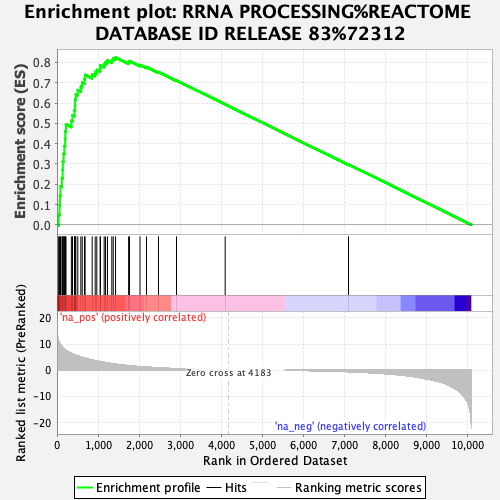 Enrichment plot: RRNA PROCESSING%REACTOME
DATABASE ID RELEASE 83%72312
Enrichment score (ES)
0.8
0.7
0.6
0.5
0.4
0.3
0.2
0.1
0.0
Ranked list metric (PreRanked)
20
10
0
-10
-20
'na_pos' (positively correlated)
Zero cross at 4183
'na_neg' (negatively correlated)
0 1,000 2,000 3,000 4,000 5,000 6,000 7,000 8,000 9,000 10,000
Rank in Ordered Dataset
Enrichment profile Hits Ranking metric scores